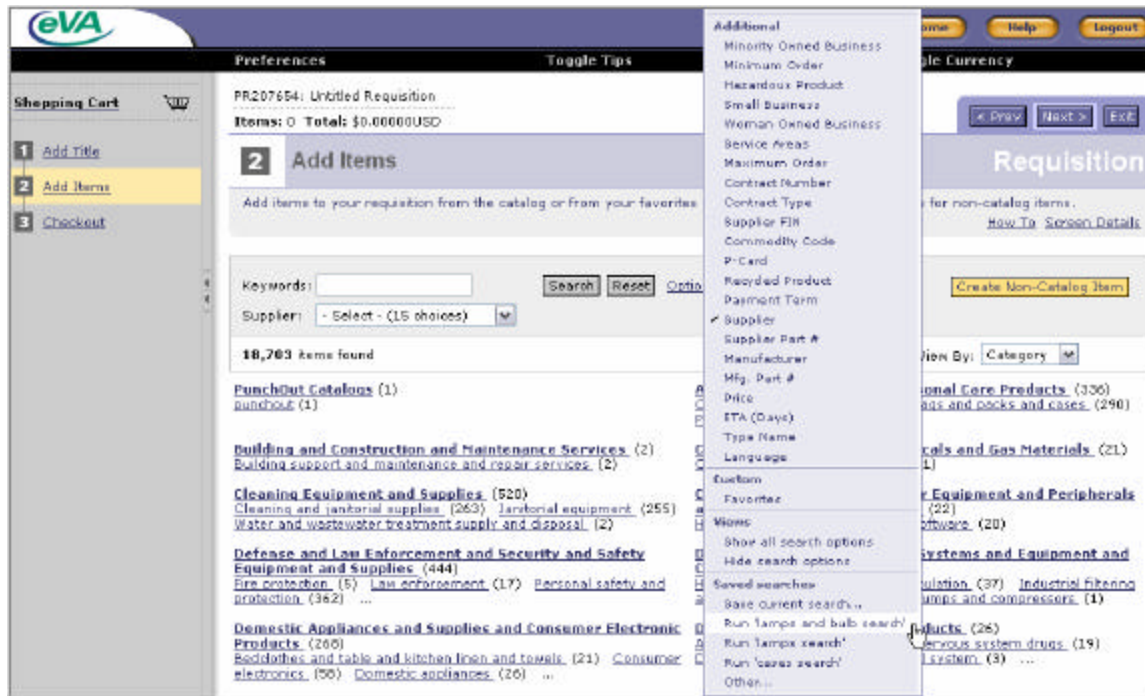 eVA
Home Help Logout
Preferences Toggle Tips Toggle Currency
Shopping Cart
1 Add Title
2 Add Items
3 Checkout
PR207654: Untitled Requisition
Items: 0 Total: $0.00000USD
< Prev Next > Exit
2 Add Items
Requisition
Add items to your requisition from the catalog or from your favorites
for non-catalog items.
How To Screen Details
Keywords:
Search Reset Optio
Create Non-Catalog Item
Supplier: - Select - (15 choices)
18,703 items found
View By: Category
PunchOut Catalogs (1)
punchout (1)
Building and Construction and Maintenance Services (2)
Building support and maintenance and repair services (2)
Cleaning Equipment and Supplies (520)
Cleaning and janitorial supplies (263) Janitorial equipment (255)
Water and wastewater treatment supply and disposal (2)
Defense and Law Enforcement and Security and Safety
Equipment and Supplies (444)
Fire protection (5) Law enforcement (17) Personal safety and
protection (362) ...
Domestic Appliances and Supplies and Consumer Electronic
Products (268)
Beddothes and table and kitchen linen and towels (21) Consumer
electronics (58) Domestic appliances (26) ...
Additional
Minority Owned Business
Minimum Order
Hazardous Product
Small Business
Woman Owned Business
Service Areas
Maximum Order
Contract Number
Contract Type
Supplier FIN
Commodity Code
P-Card
Recycled Product
Payment Term
✓ Supplier
Supplier Part #
Manufacturer
Mfg. Part #
Price
ETA (Days)
Type Name
Language
Custom
Favorites
Views
Show all search options
Hide search options
Saved searches
Save current search...
Run 'lamps and bulb search'
Run 'lamps search'
Run 'cases search'
Other...
onal Care Products (336)
ags and packs and cases (290)
cals and Gas Materials (21)
1)
r Equipment and Peripherals
(22)
oftware (20)
Systems and Equipment and
ulation (37) Industrial filtering
umps and compressors (1)
ducts (26)
ervous system drugs (19)
l system (3) ...